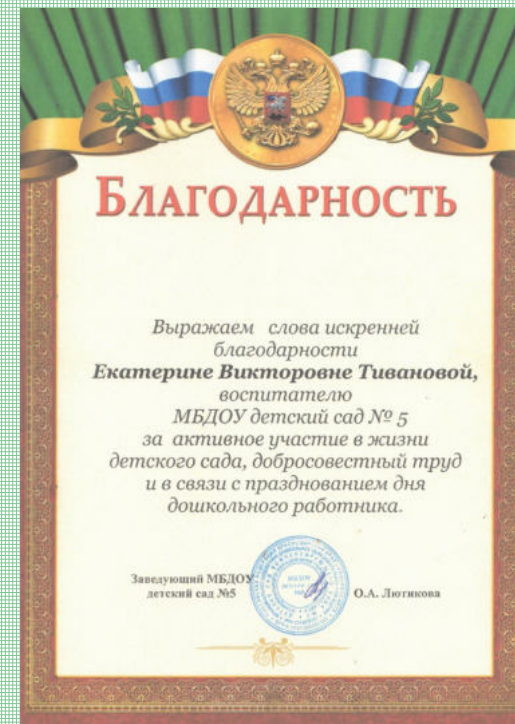 БЛАГОДАРНОСТЬ
Выражаем слова искренней
благодарности
Екатерине Викторовне Тивановой,
воспитателю
МБДОУ детский сад № 5
за активное участие в жизни
детского сада, добросовестный труд
и в связи с празднованием дня
дошкольного работника.
Заведующий МБДОУ
детский сад №5
О.А. Лютикова